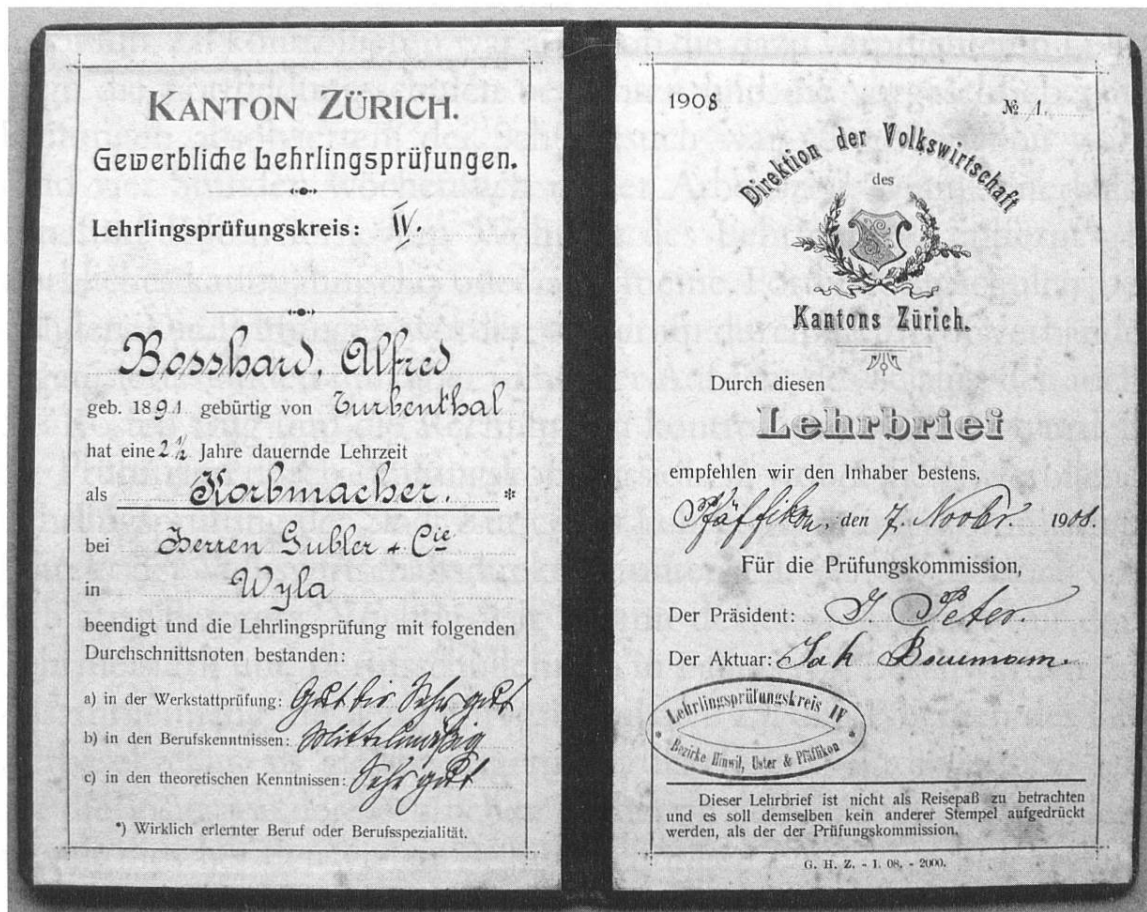 KANTON ZÜRICH.
Gewerbliche Lehrlingsprüfungen.
Lehrlingsprüfungskreis: IV.
Bosshard, Alfred
geb. 1891 gebürtig von Turbenthal
hat eine 2 ½ Jahre dauernde Lehrzeit
als Korbmacher. *
bei Herren Gubler & Cie
in Wyla
beendigt und die Lehrlingsprüfung mit folgenden
Durchschnittsnoten bestanden:
a) in der Werkstattprüfung: Gut bis Sehr gut
b) in den Berufskenntnissen: Mittelmäßig
c) in den theoretischen Kenntnissen: Sehr gut
*) Wirklich erlernter Beruf oder Berufsspezialität.
1908. № 1.
Direktion der Volkswirtschaft
des
Kantons Zürich.
Durch diesen
Lehrbrief
empfehlen wir den Inhaber bestens.
Pfäffikon, den 7. Novbr. 1908.
Für die Prüfungskommission,
Der Präsident: J. Peter.
Der Aktuar: Jak Baumann.
Lehrlingsprüfungskreis IV
* Bezirke Hinwil, Uster & Pfäffikon *
Dieser Lehrbrief ist nicht als Reisepaß zu betrachten
und es soll demselben kein anderer Stempel aufgedrückt
werden, als der der Prüfungskommission.
G. H. Z. - 1. 08. - 2000.